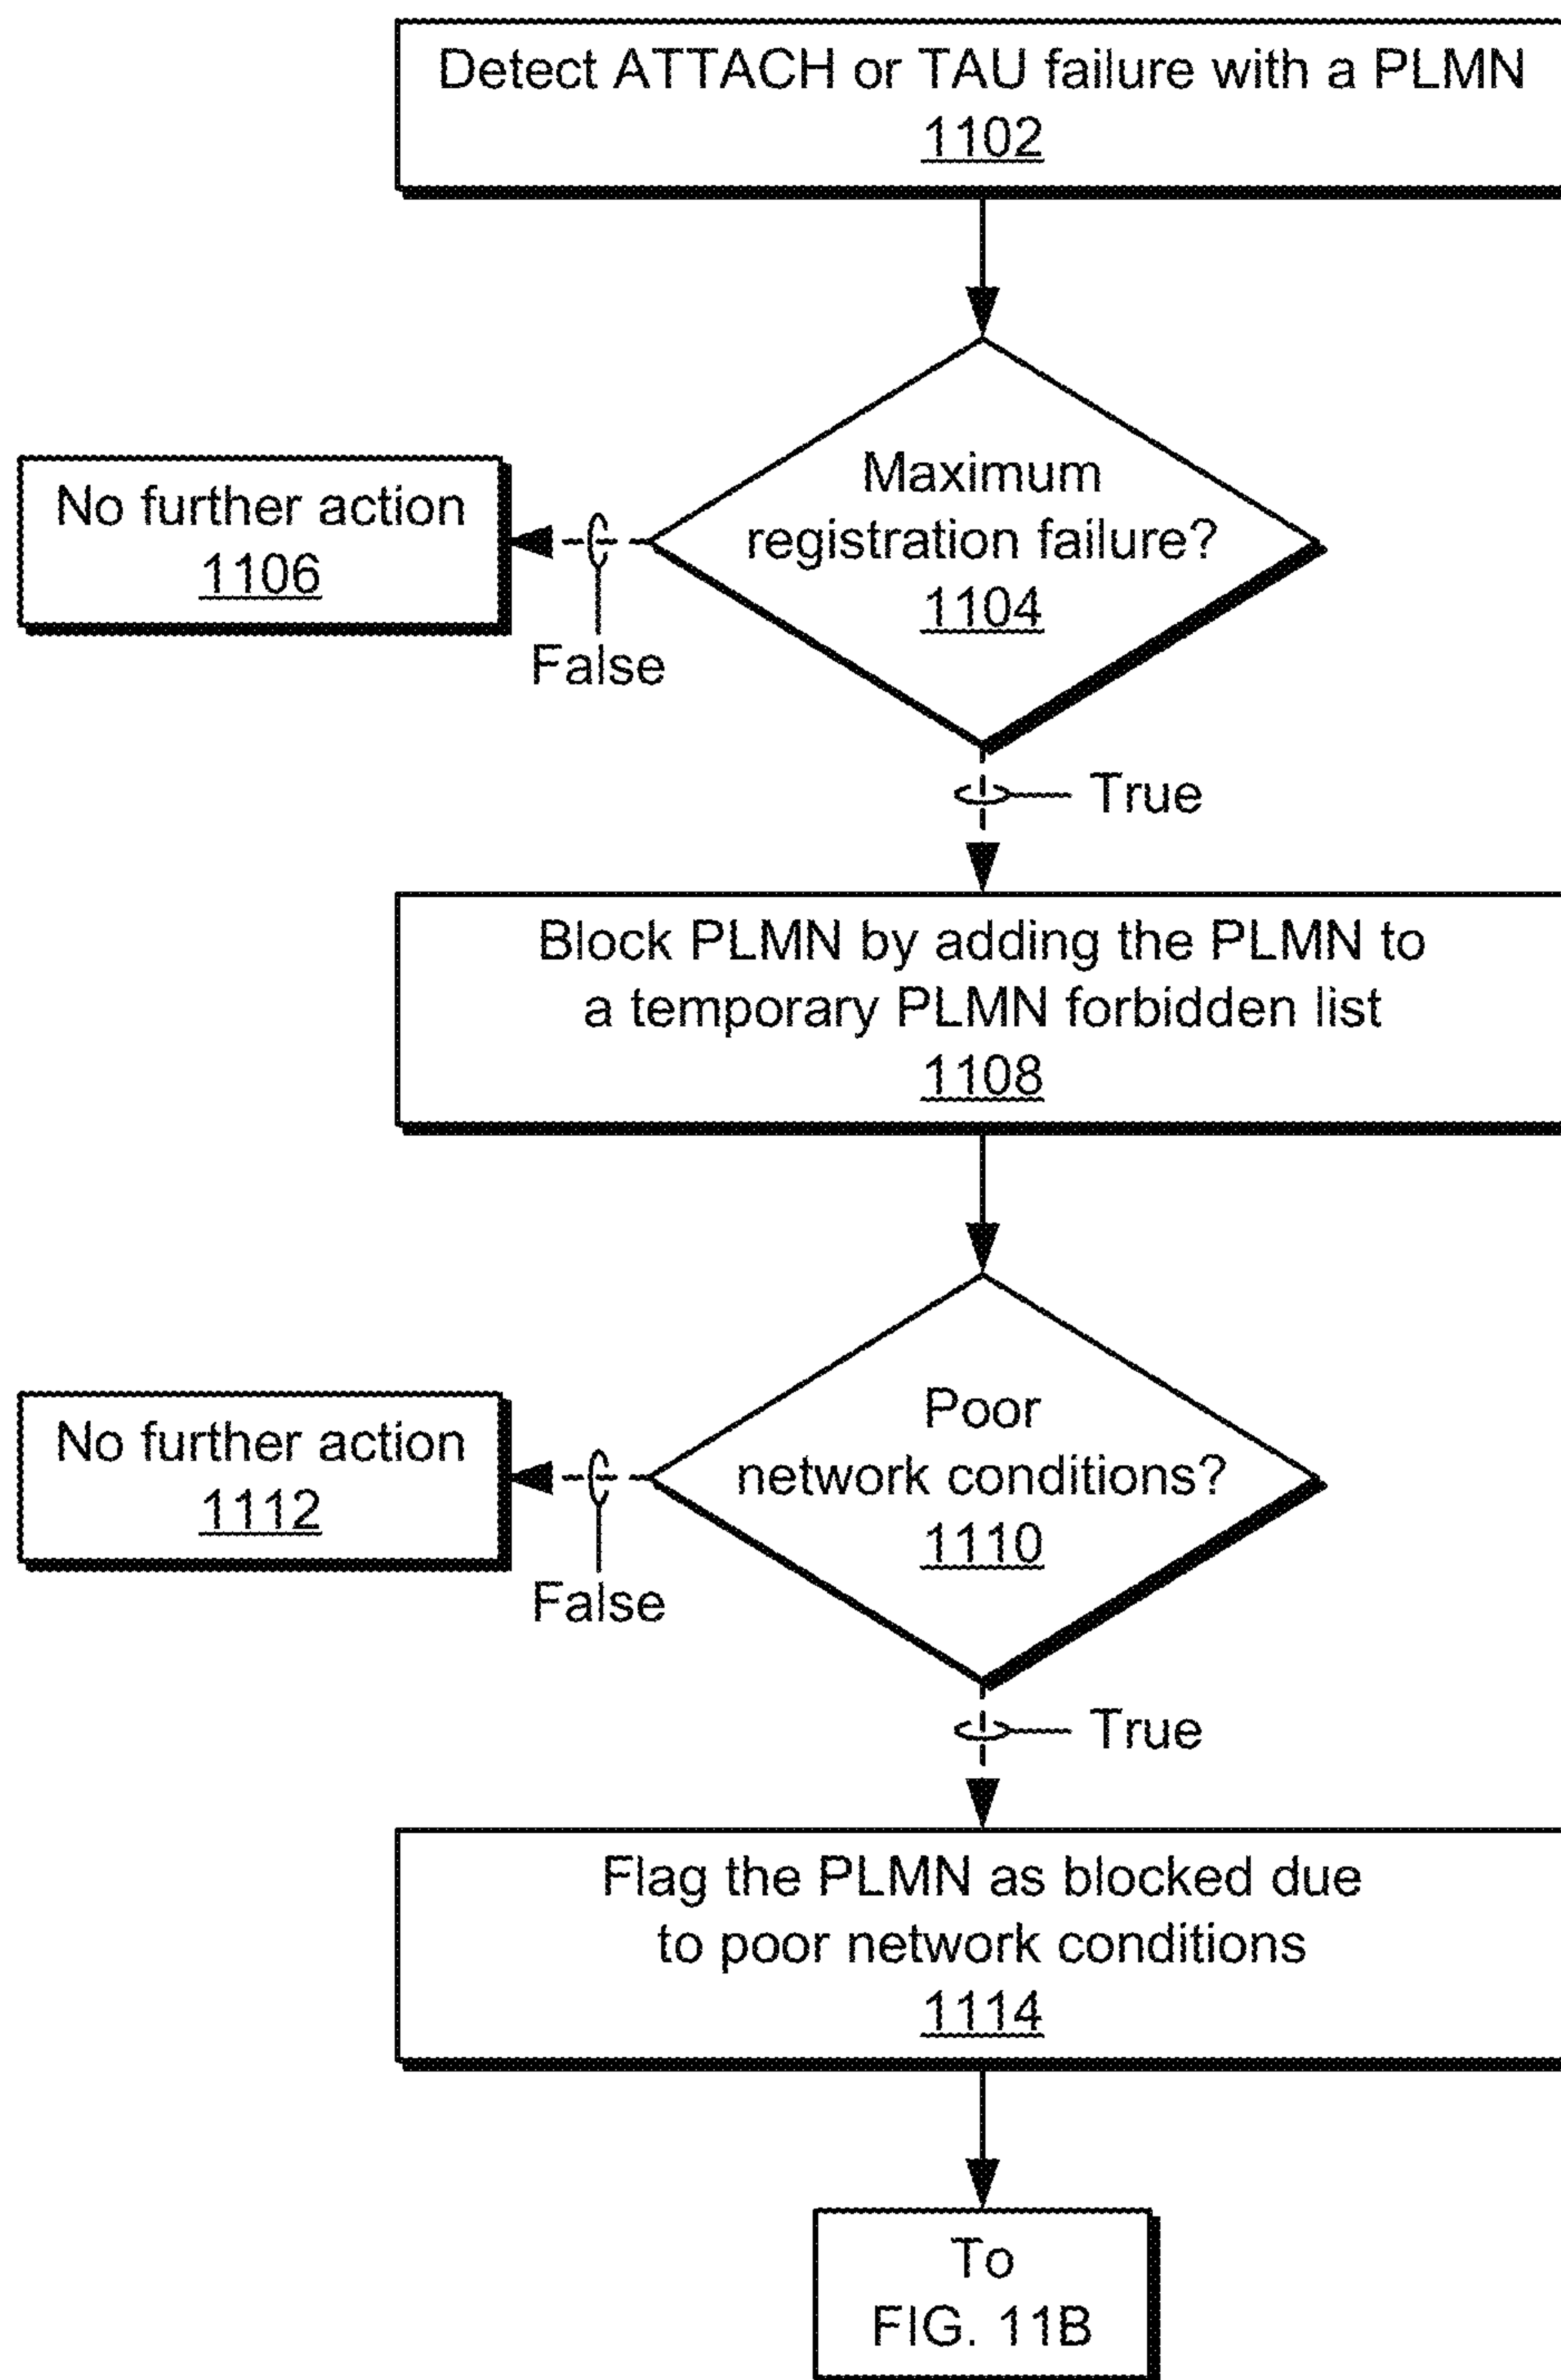 Detect ATTACH or TAU failure with a PLMN
1102
Maximum
registration failure?
1104
No further action
1106
False
True
Block PLMN by adding the PLMN to
a temporary PLMN forbidden list
1108
Poor
network conditions?
1110
No further action
1112
False
True
Flag the PLMN as blocked due
to poor network conditions
1114
To
FIG. 11B